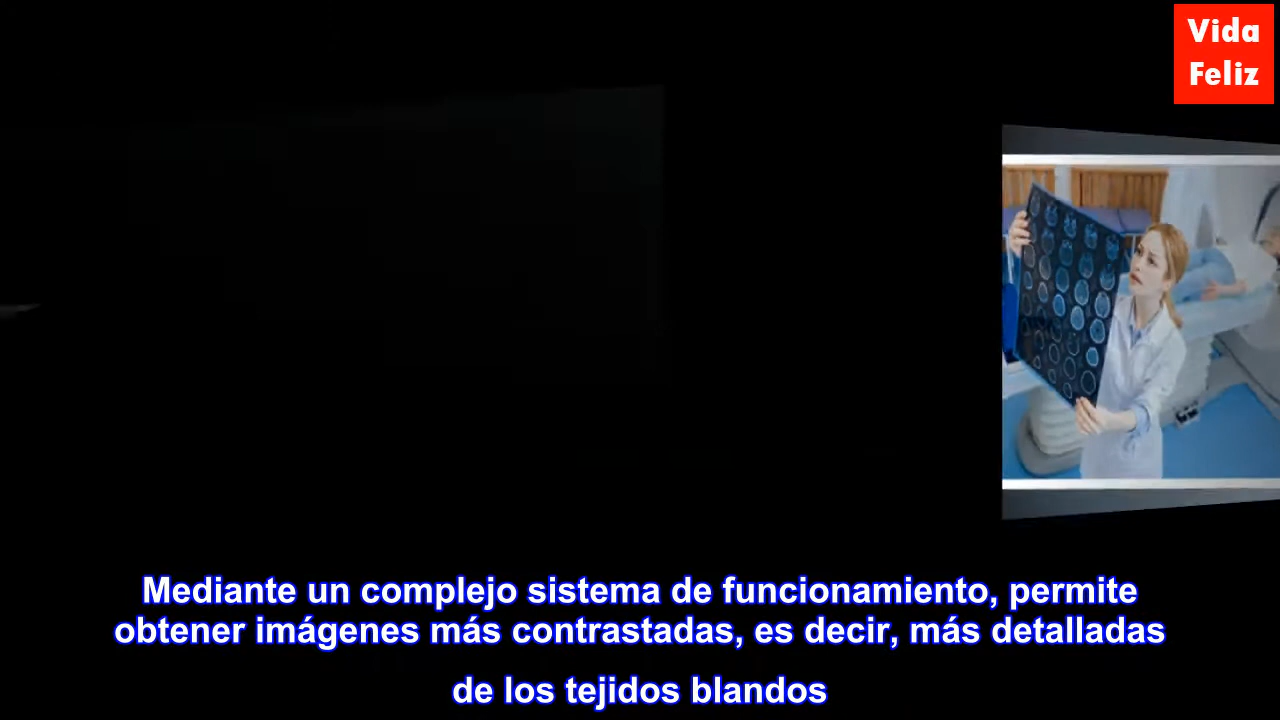 Vida
Feliz
Mediante un complejo sistema de funcionamiento, permite
obtener imágenes más contrastadas, es decir, más detalladas
de los tejidos blandos